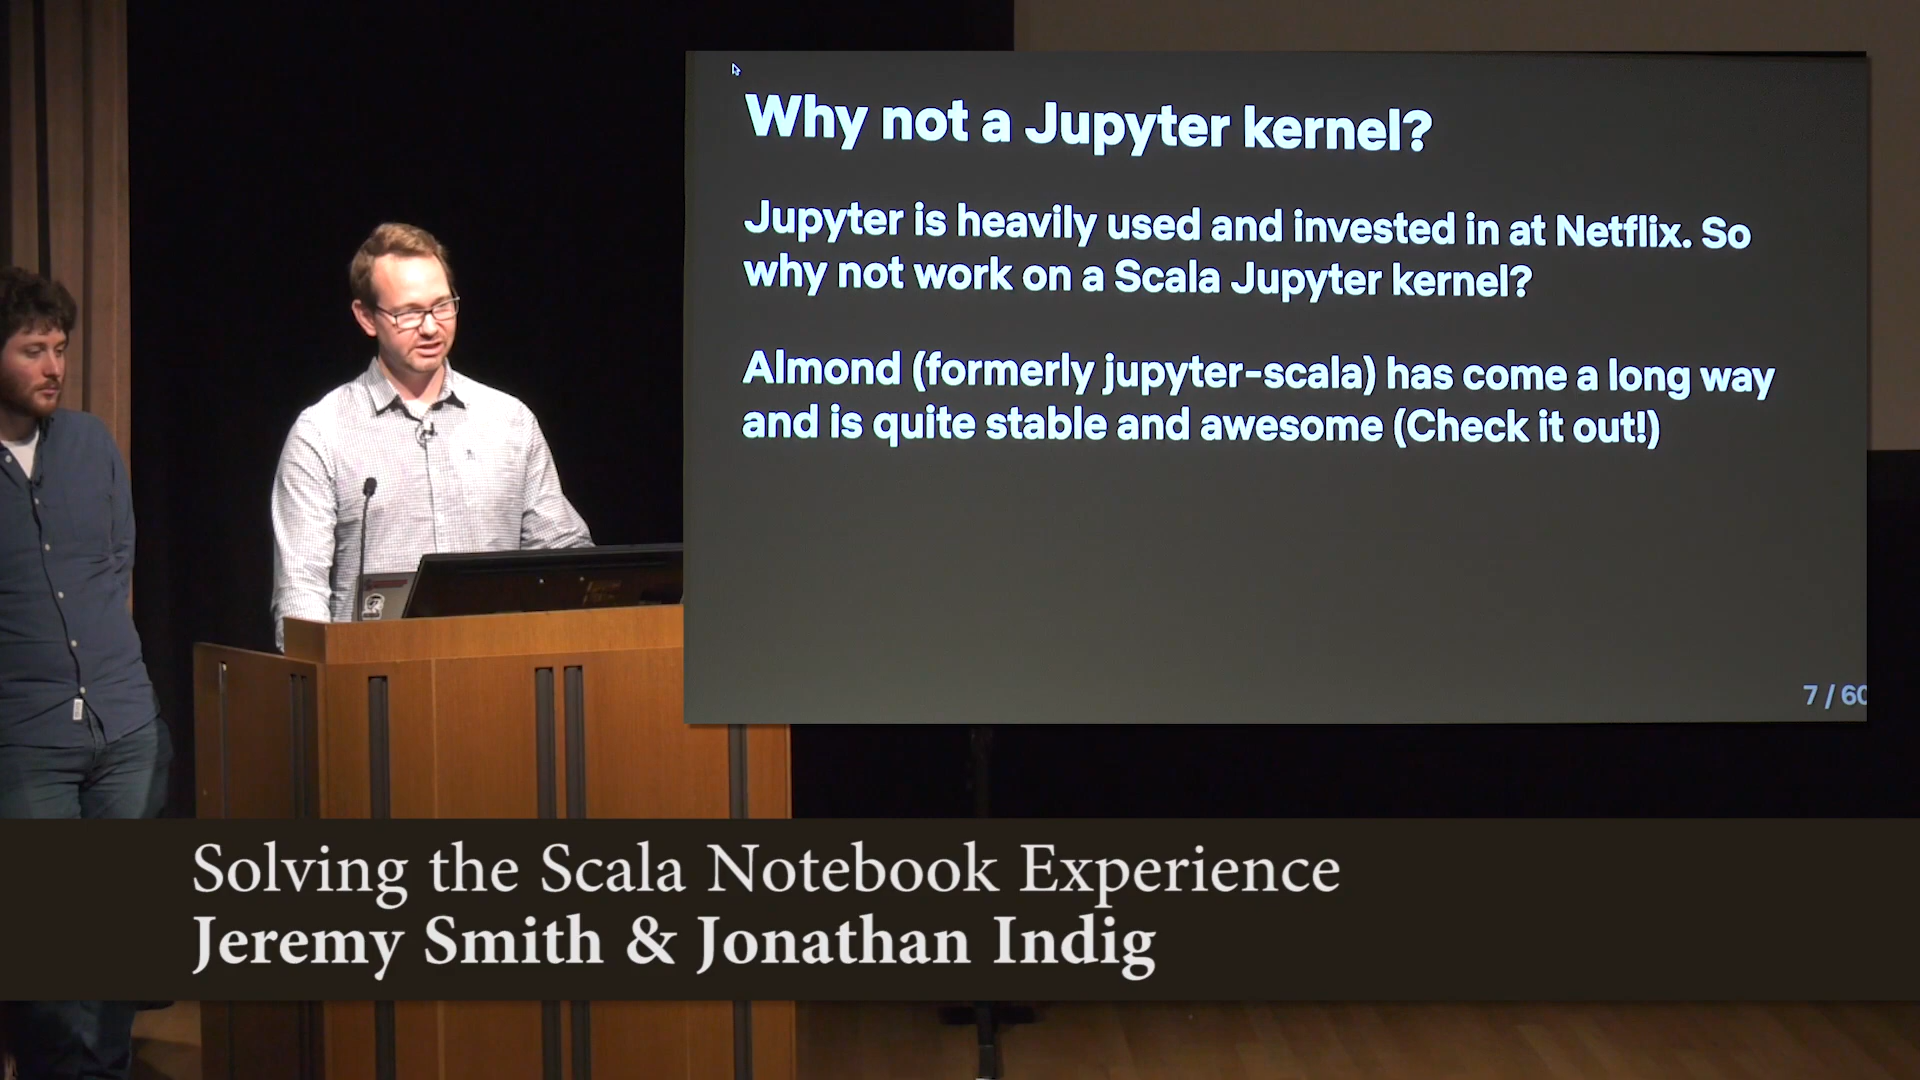 Why not a Jupyter kernel?
Jupyter is heavily used and invested in at Netflix. So
why not work on a Scala Jupyter kernel?
Almond (formerly jupyter-scala) has come a long way
and is quite stable and awesome (Check it out!)
7 / 60
Solving the Scala Notebook Experience
Jeremy Smith & Jonathan Indig